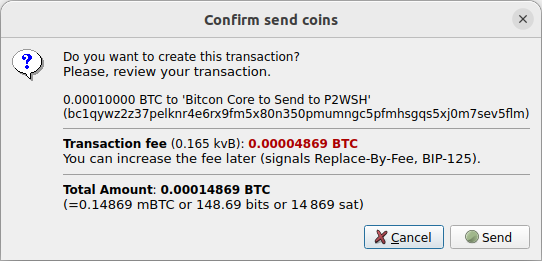 Confirm send coins
Do you want to create this transaction?
Please, review your transaction.
0.00010000 BTC to 'Bitcon Core to Send to P2WSH'
(bc1qywz2z37pelknr4e6rx9fm5x80n350pmumngc5pfmhsgqs5xj0m7sev5flm)
Transaction fee (0.165 kvB): 0.00004869 BTC
You can increase the fee later (signals Replace-By-Fee, BIP-125).
Total Amount: 0.00014869 BTC
(=0.14869 mBTC or 148.69 bits or 14 869 sat)
Cancel
Send